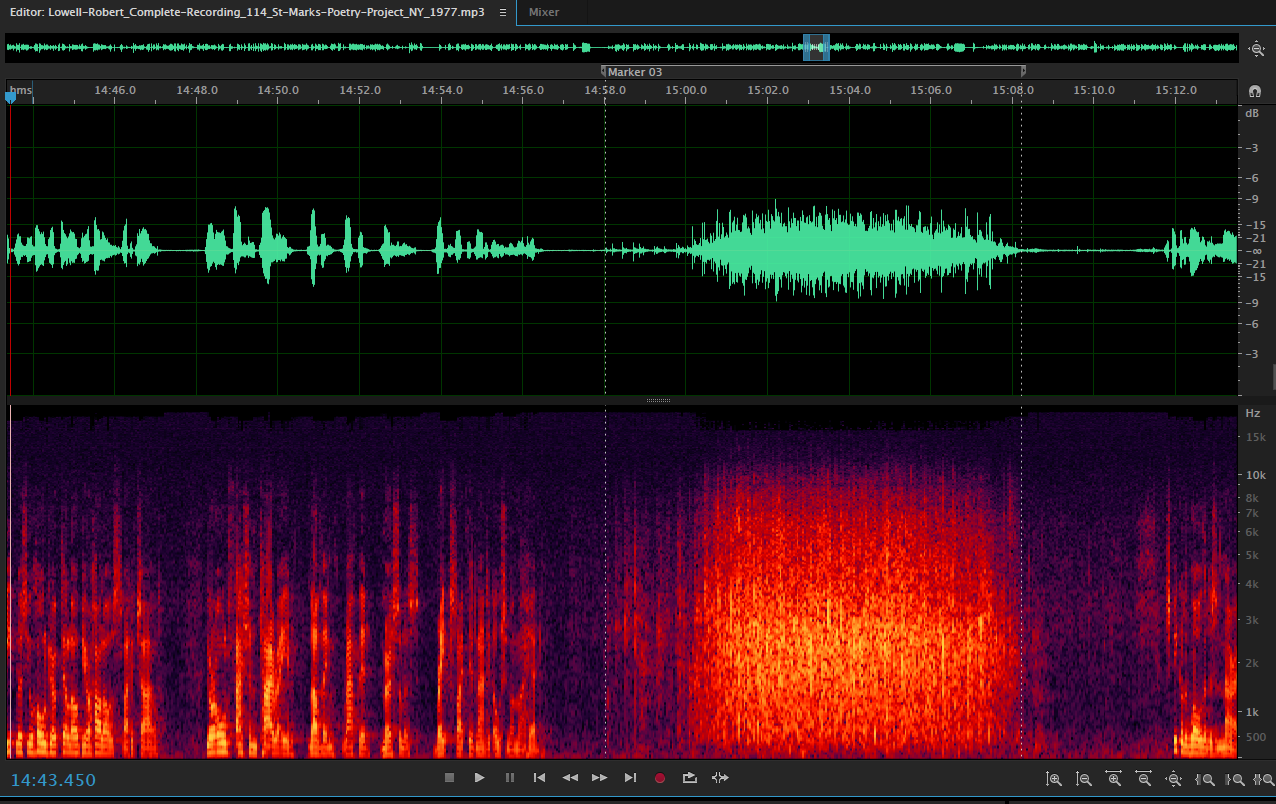 Editor: Lowell-Robert_Complete-Recording_114_St-Marks-Poetry-Project_NY_1977.mp3 ≡ Mixer
Marker 03
hms 14:46.0 14:48.0 14:50.0 14:52.0 14:54.0 14:56.0 14:58.0 15:00.0 15:02.0 15:04.0 15:06.0 15:08.0 15:10.0 15:12.0
dB
-3
-6
-9
-15
-21
-∞
-21
-15
-9
-6
-3
Hz
15k
10k
8k
7k
6k
5k
4k
3k
2k
1k
500
14:43.450